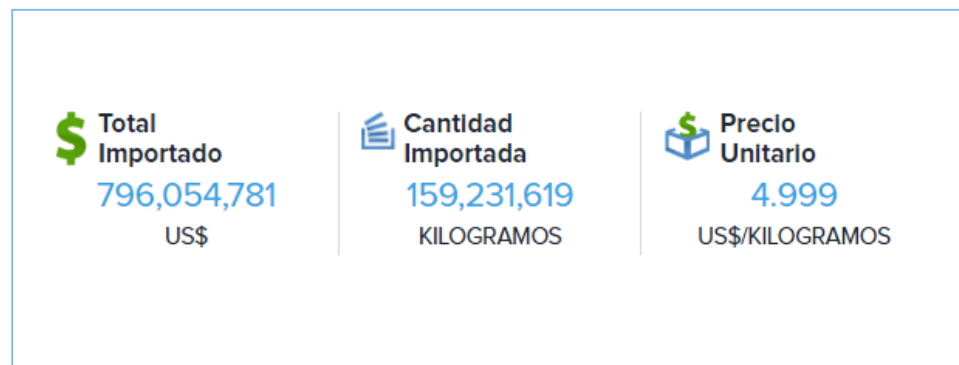 Total
Importado
796,054,781
US$
Cantidad
Importada
159,231,619
KILOGRAMOS
Precio
Unitario
4.999
US$/KILOGRAMOS